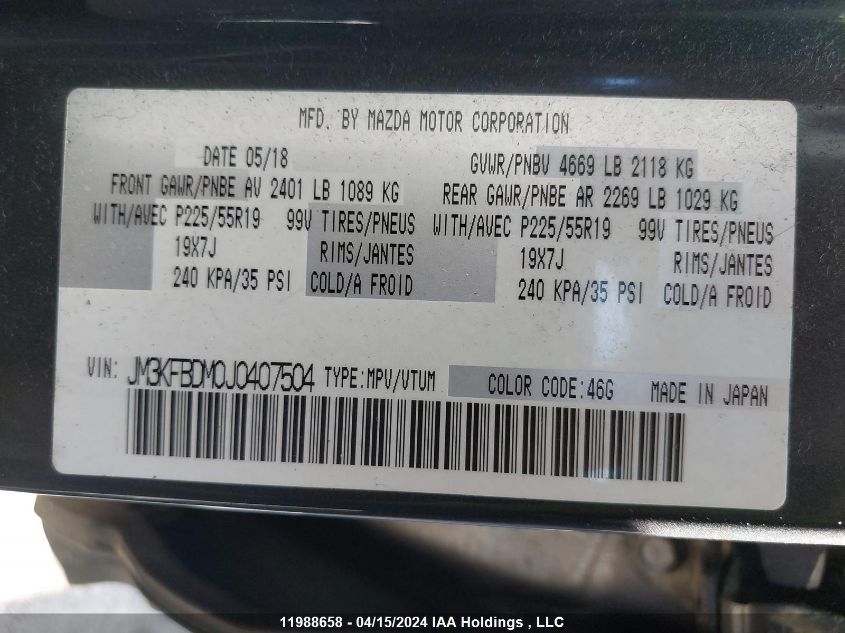 MFD. BY MAZDA MOTOR CORPORATION
DATE 05/18 GVWR/PNBV 4669 LB 2118 KG
FRONT GAWR/PNBE AV 2401 LB 1089 KG REAR GAWR/PNBE AR 2269 LB 1029 KG
WITH/AVEC P225/55R19 99V TIRES/PNEUS WITH/AVEC P225/55R19 99V TIRES/PNEUS
19X7J RIMS/JANTES 19X7J RIMS/JANTES
240 KPA/35 PSI COLD/A FROID 240 KPA/35 PSI COLD/A FROID
VIN: JM3KFBDM0J0407504 TYPE:MPV/VTUM COLOR CODE:46G MADE IN JAPAN
11988658 - 04/15/2024 IAA Holdings , LLC